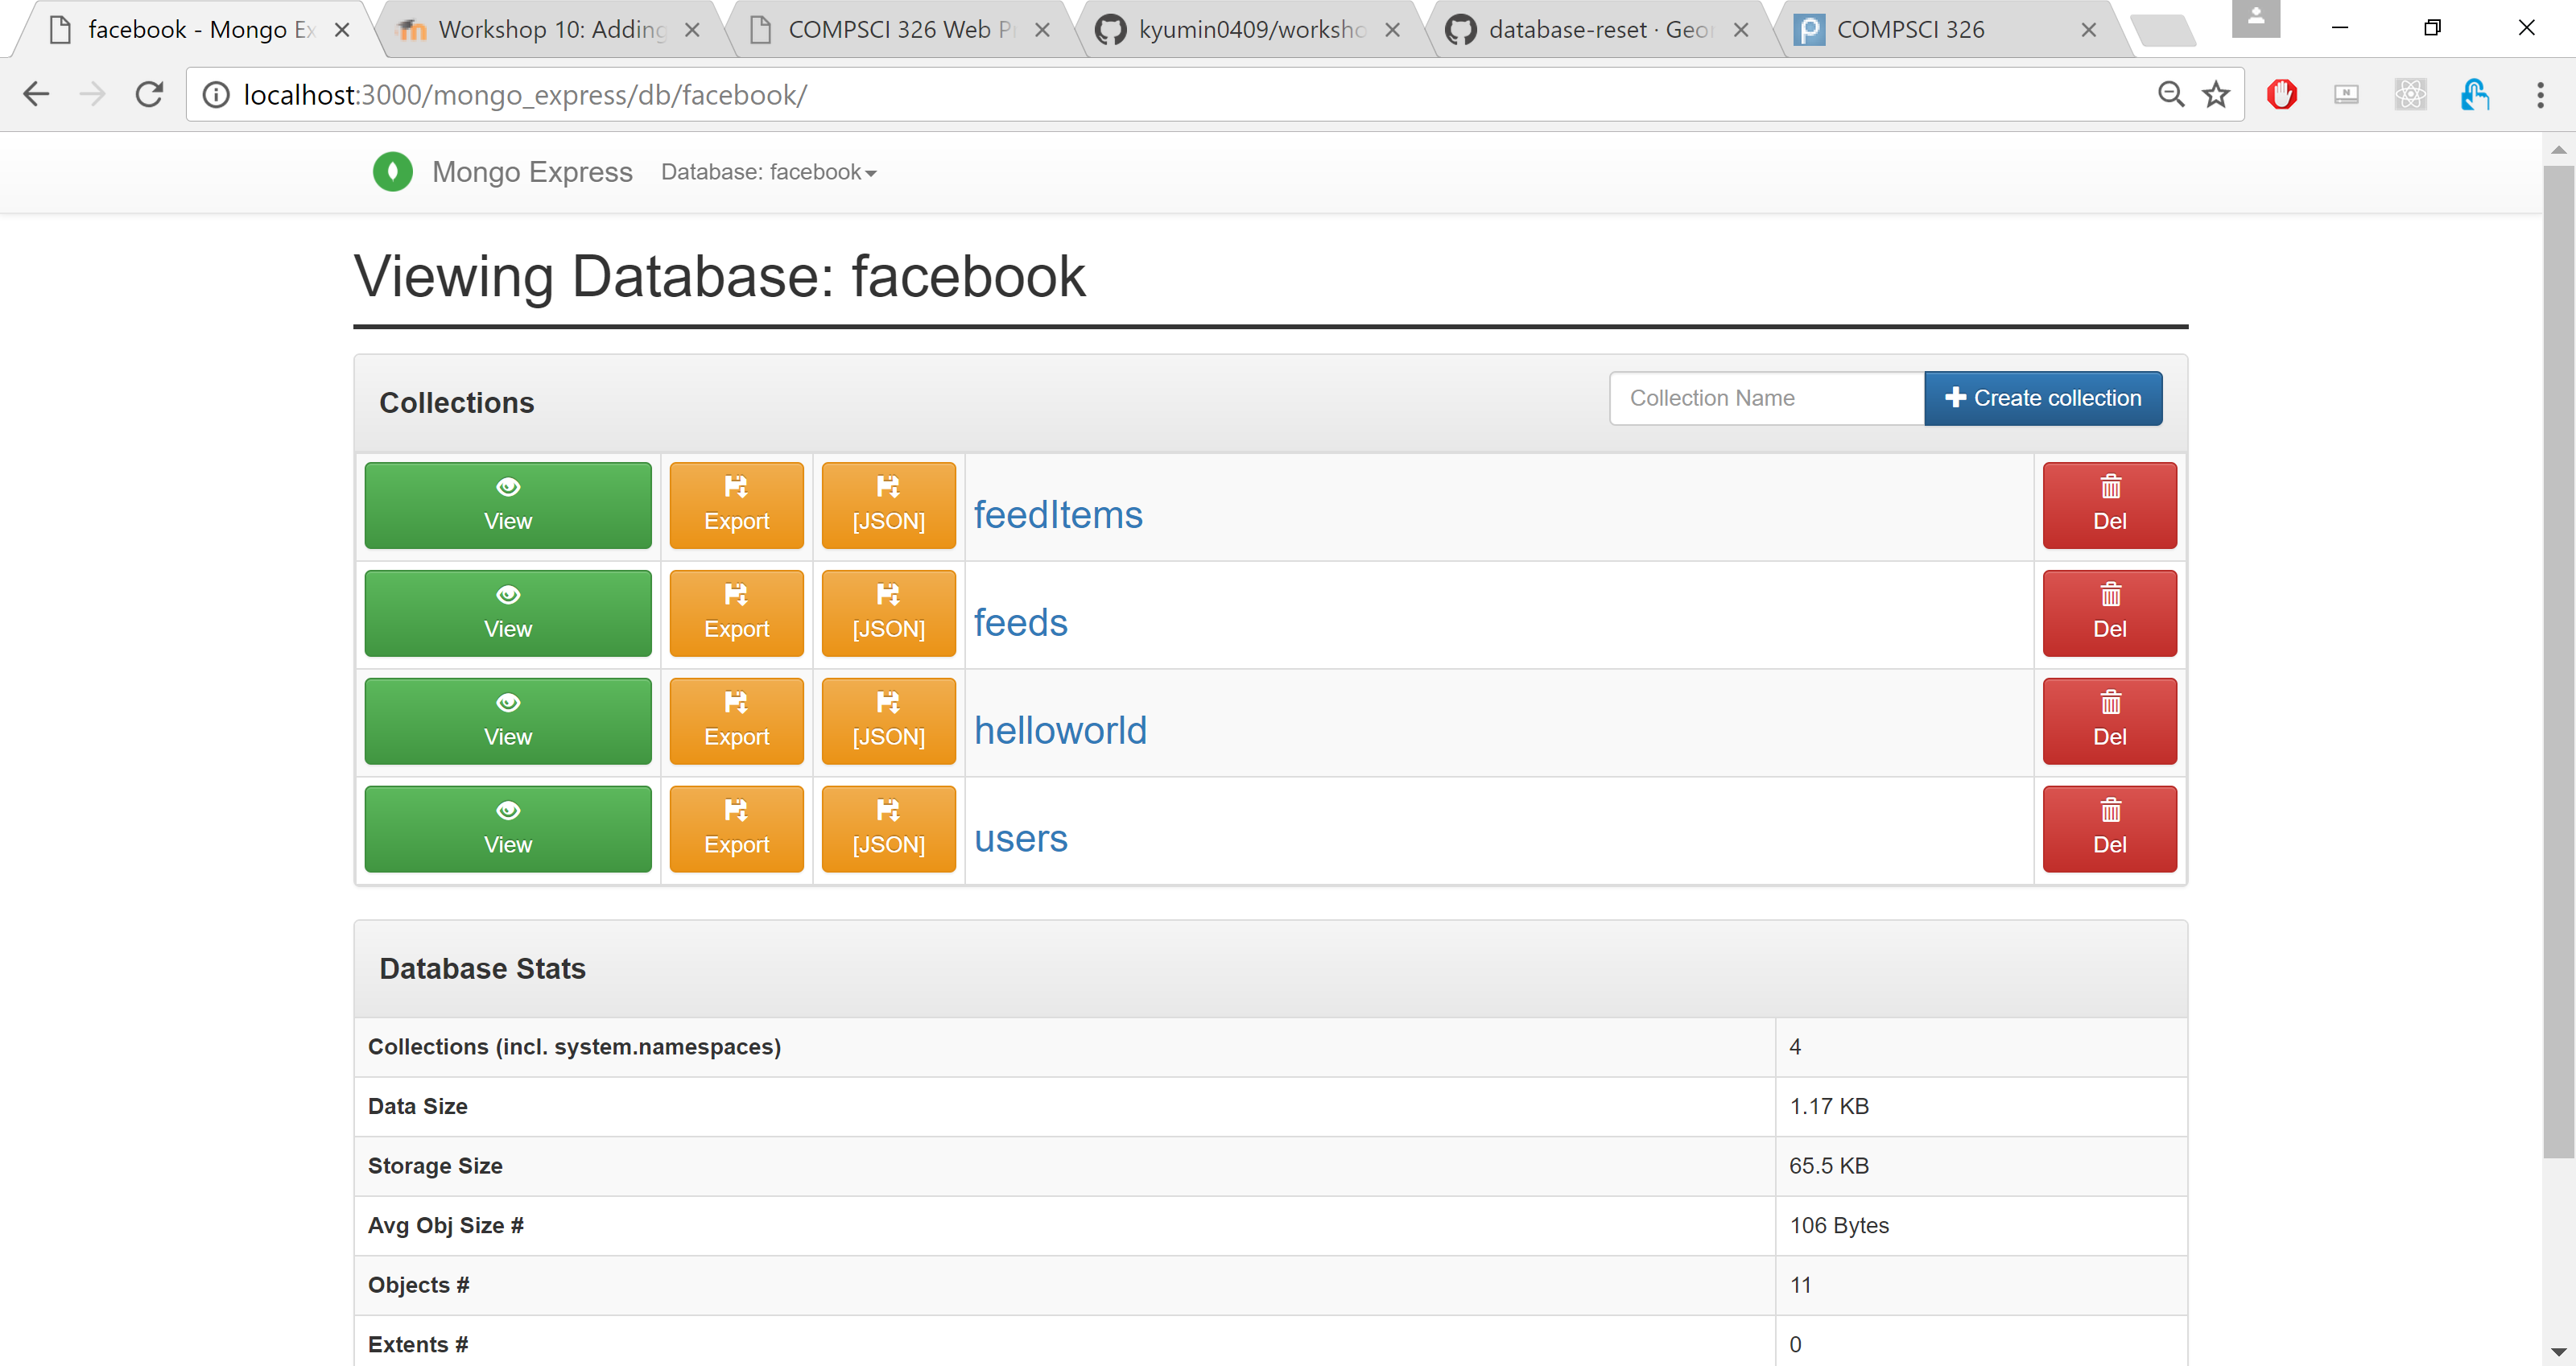 facebook - Mongo Ex
Workshop 10: Adding
COMPSCI 326 Web P
kyumin0409/worksho
database-reset · Geor
COMPSCI 326
localhost:3000/mongo_express/db/facebook/
Mongo Express
Database: facebook
Viewing Database: facebook
Collections
Collection Name
Create collection
View
Export
[JSON]
feedItems
Del
View
Export
[JSON]
feeds
Del
View
Export
[JSON]
helloworld
Del
View
Export
[JSON]
users
Del
Database Stats
Collections (incl. system.namespaces) 4
Data Size 1.17 KB
Storage Size 65.5 KB
Avg Obj Size # 106 Bytes
Objects # 11
Extents # 0